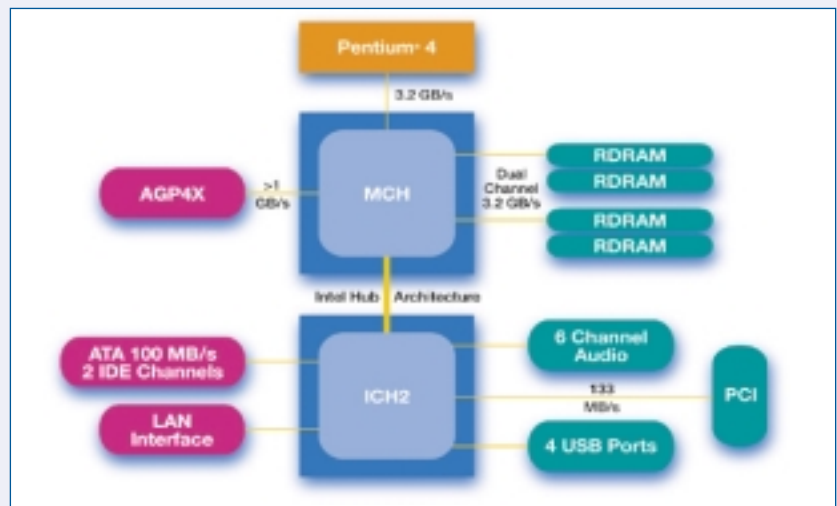 Pentium® 4
3.2 GB/s
AGP4X
>1
GB/s
MCH
Dual
Channel
3.2 GB/s
RDRAM
RDRAM
RDRAM
RDRAM
Intel Hub Architecture
ATA 100 MB/s
2 IDE Channels
LAN
Interface
ICH2
6 Channel
Audio
133
MB/s
PCI
4 USB Ports